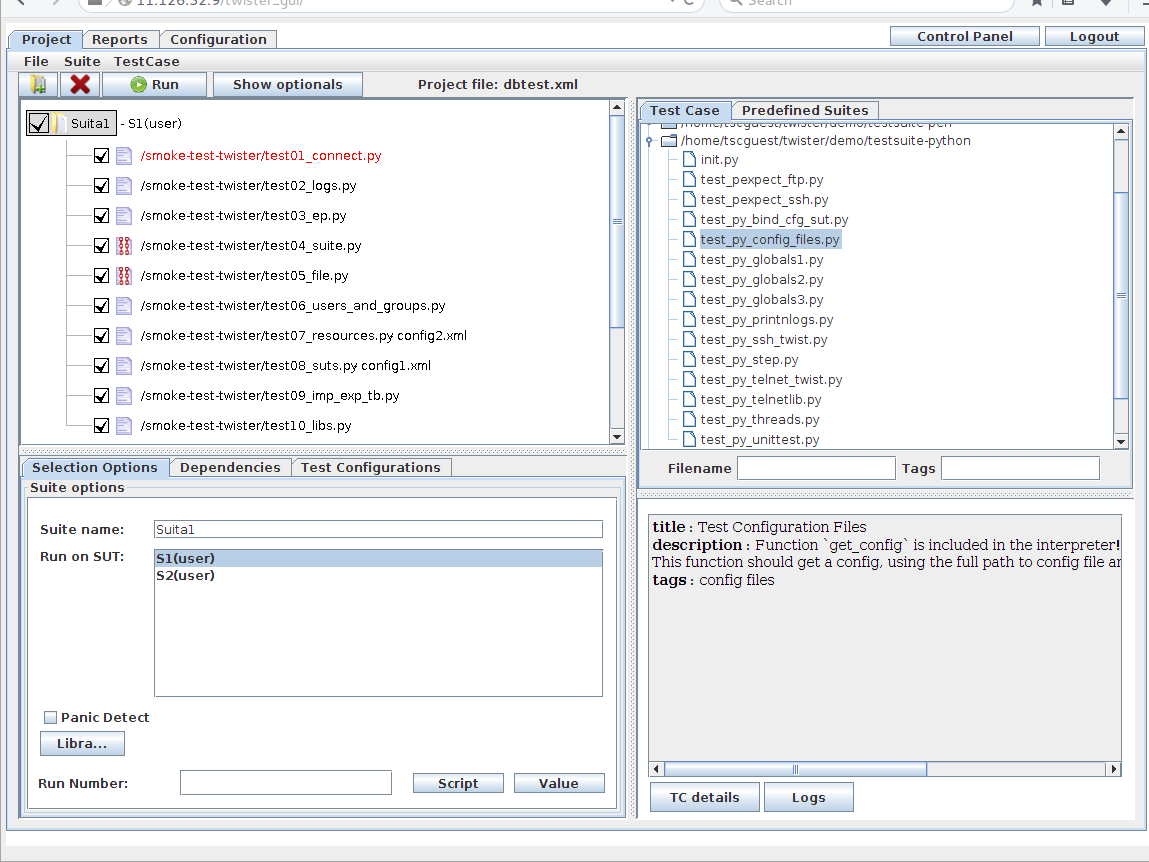 11.126.32.9/twister_gui/
Search
Project Reports Configuration
Control Panel Logout
File Suite TestCase
Run Show optionals Project file: dbtest.xml
Suita1 - S1(user)
/smoke-test-twister/test01_connect.py
/smoke-test-twister/test02_logs.py
/smoke-test-twister/test03_ep.py
/smoke-test-twister/test04_suite.py
/smoke-test-twister/test05_file.py
/smoke-test-twister/test06_users_and_groups.py
/smoke-test-twister/test07_resources.py config2.xml
/smoke-test-twister/test08_suts.py config1.xml
/smoke-test-twister/test09_imp_exp_tb.py
/smoke-test-twister/test10_libs.py
Test Case Predefined Suites
/home/tscguest/twister/demo/testsuite-perl
/home/tscguest/twister/demo/testsuite-python
init.py
test_pexpect_ftp.py
test_pexpect_ssh.py
test_py_bind_cfg_sut.py
test_py_config_files.py
test_py_globals1.py
test_py_globals2.py
test_py_globals3.py
test_py_printnlogs.py
test_py_ssh_twist.py
test_py_step.py
test_py_telnet_twist.py
test_py_telnetlib.py
test_py_threads.py
test_py_unittest.py
Filename Tags
Selection Options Dependencies Test Configurations
Suite options
Suite name: Suita1
Run on SUT: S1(user)
S2(user)
Panic Detect
Libra...
Run Number: Script Value
title : Test Configuration Files
description : Function `get_config` is included in the interpreter!
This function should get a config, using the full path to config file ar
tags : config files
TC details Logs